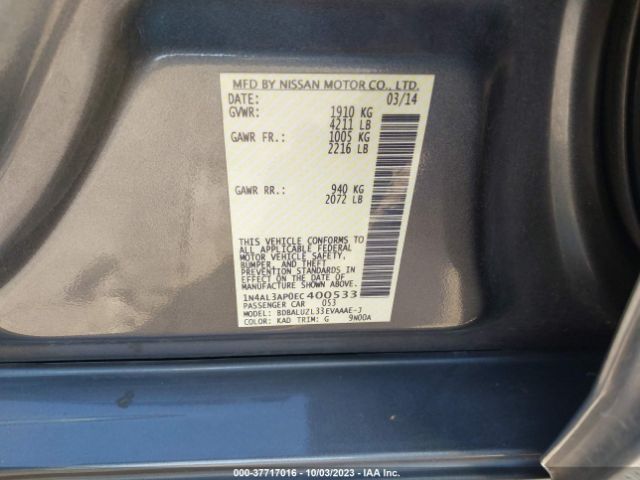 MFD BY NISSAN MOTOR CO., LTD.
DATE: 03/14
GVWR: 1910 KG
4211 LB
GAWR FR.: 1005 KG
2216 LB
GAWR RR.: 940 KG
2072 LB
THIS VEHICLE CONFORMS TO
ALL APPLICABLE FEDERAL
MOTOR VEHICLE SAFETY,
BUMPER, AND THEFT
PREVENTION STANDARDS IN
EFFECT ON THE DATE OF
MANUFACTURE SHOWN ABOVE.
1N4AL3AP0EC400533
PASSENGER CAR 053
MODEL: BDBALUZL33EVAAAE-J
COLOR: KAD TRIM: G 9N00A
000-37717016 - 10/03/2023 - IAA Inc.